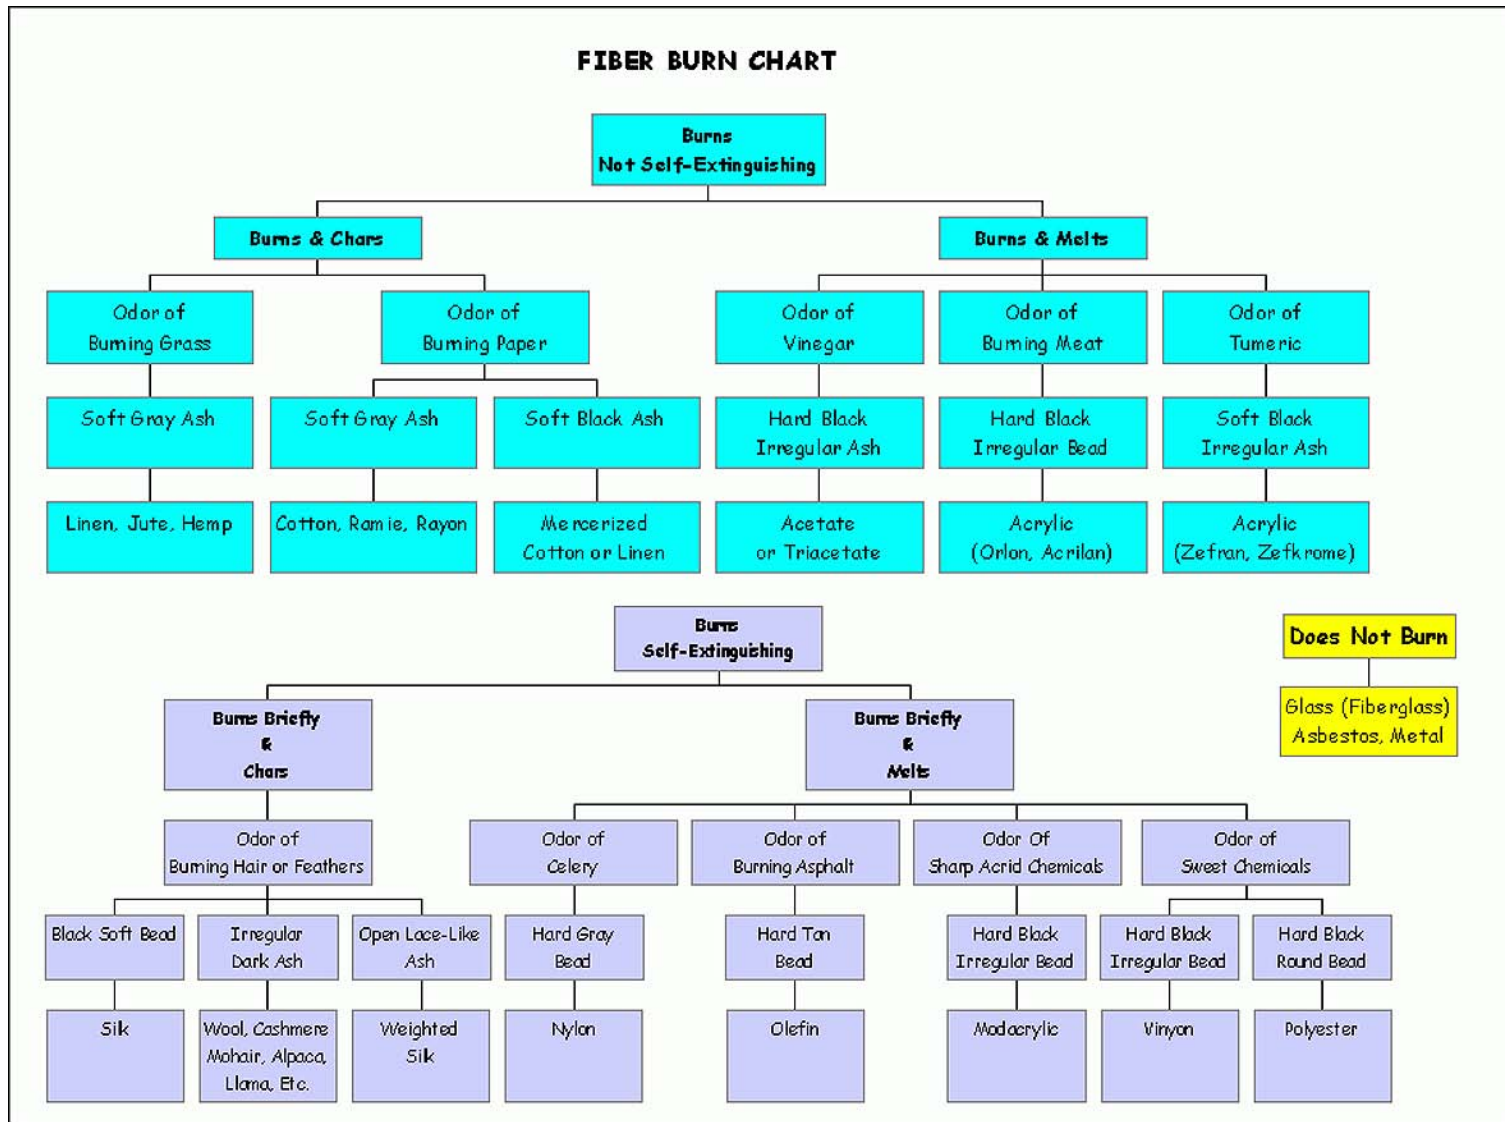 FIBER BURN CHART
Burns
Not Self-Extinguishing
Burns & Chars
Burns & Melts
Odor of
Burning Grass
Odor of
Burning Paper
Odor of
Vinegar
Odor of
Burning Meat
Odor of
Tumeric
Soft Gray Ash
Soft Gray Ash
Soft Black Ash
Hard Black
Irregular Ash
Hard Black
Irregular Bead
Soft Black
Irregular Ash
Linen, Jute, Hemp
Cotton, Ramie, Rayon
Mercerized
Cotton or Linen
Acetate
or Triacetate
Acrylic
(Orlon, Acrilan)
Acrylic
(Zefran, Zefkrome)
Burns
Self-Extinguishing
Does Not Burn
Glass (Fiberglass)
Asbestos, Metal
Burns Briefly
&
Chars
Burns Briefly
&
Melts
Odor of
Burning Hair or Feathers
Odor of
Celery
Odor of
Burning Asphalt
Odor Of
Sharp Acrid Chemicals
Odor of
Sweet Chemicals
Black Soft Bead
Irregular
Dark Ash
Open Lace-Like
Ash
Hard Gray
Bead
Hard Tan
Bead
Hard Black
Irregular Bead
Hard Black
Irregular Bead
Hard Black
Round Bead
Silk
Wool, Cashmere
Mohair, Alpaca,
Llama, Etc.
Weighted
Silk
Nylon
Olefin
Modacrylic
Vinyon
Polyester